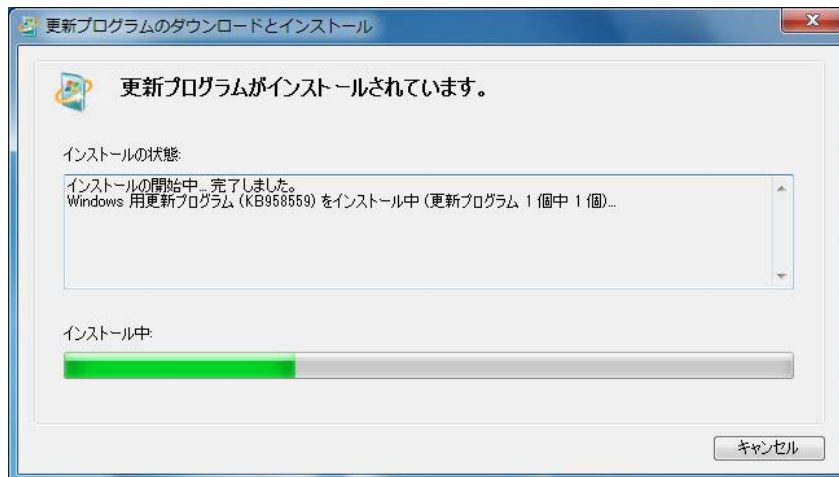 更新プログラムのダウンロードとインストール
更新プログラムがインストールされています。
インストールの状態:
インストールの開始中... 完了しました。
Windows 用更新プログラム (KB958559) をインストール中 (更新プログラム 1 個中 1 個)...
インストール中:
キャンセル